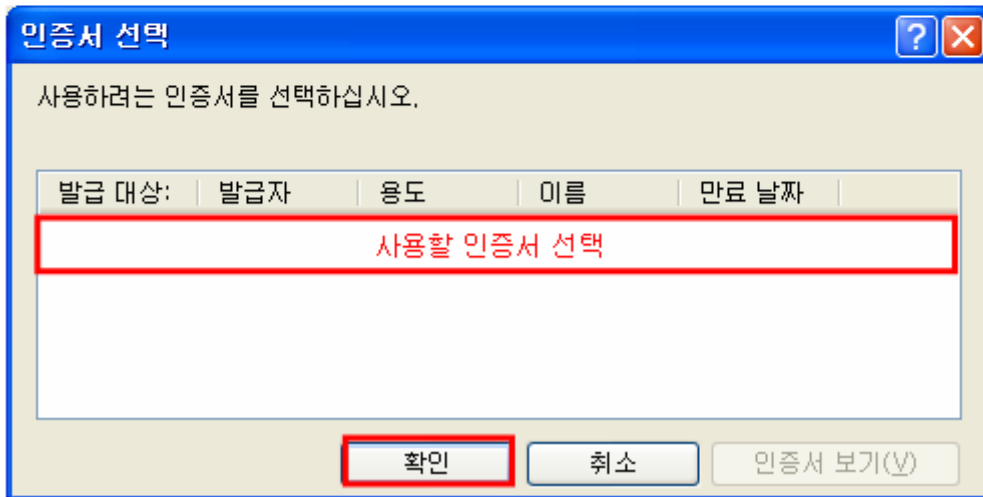 인증서 선택
사용하려는 인증서를 선택하십시오.
발급 대상: 발급자 용도 이름 만료 날짜
사용할 인증서 선택
확인 취소 인증서 보기(V)